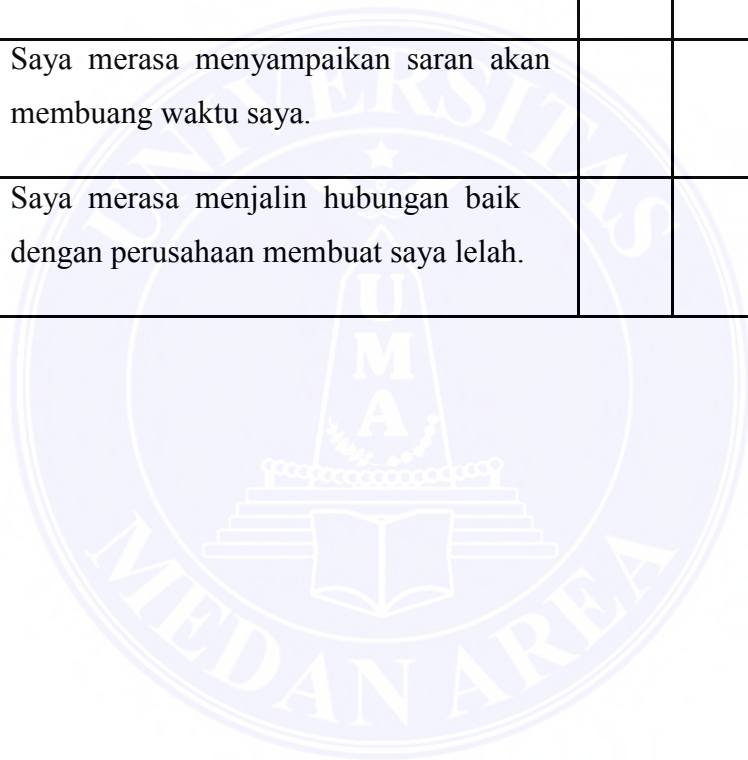 Saya merasa menyampaikan saran akan
membuang waktu saya.
Saya merasa menjalin hubungan baik
dengan perusahaan membuat saya lelah.
UNIVERSITAS
U
M
A
MEDAN AREA